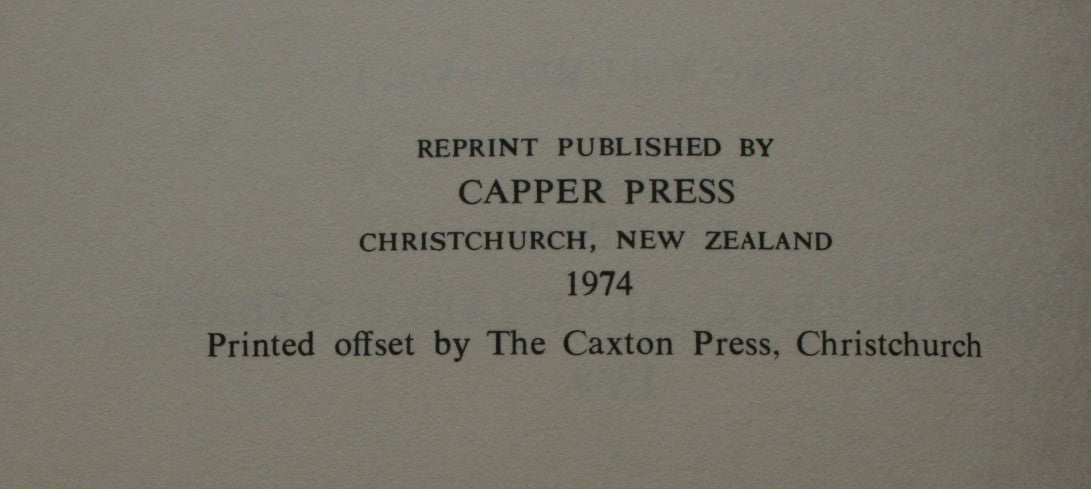 REPRINT PUBLISHED BY
CAPPER PRESS
CHRISTCHURCH, NEW ZEALAND
1974
Printed offset by The Caxton Press, Christchurch